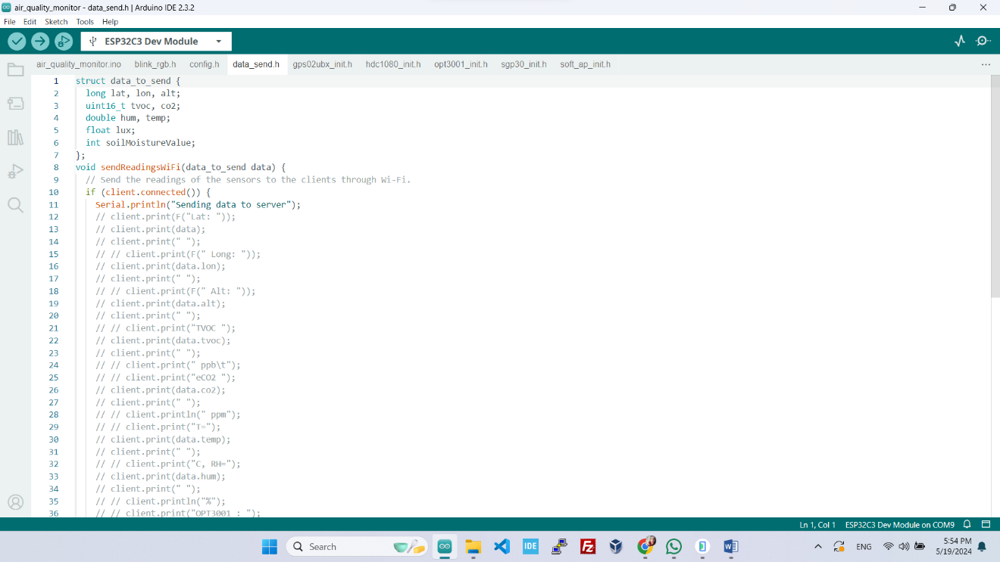 air_quality_monitor - data_send.h | Arduino IDE 2.3.2
File Edit Sketch Tools Help
ESP32C3 Dev Module
air_quality_monitor.ino blink_rgb.h config.h data_send.h gps02ubx_init.h hdc1080_init.h opt3001_init.h sgp30_init.h soft_ap_init.h ...
1 struct data_to_send {
2 long lat, lon, alt;
3 uint16_t tvoc, co2;
4 double hum, temp;
5 float lux;
6 int soilMoistureValue;
7 };
8 void sendReadingsWiFi(data_to_send data) {
9 // Send the readings of the sensors to the clients through Wi-Fi.
10 if (client.connected()) {
11 Serial.println("Sending data to server");
12 // client.print(F("Lat: "));
13 // client.print(data);
14 // client.print(" ");
15 // // client.print(F(" Long: "));
16 // client.print(data.lon);
17 // client.print(" ");
18 // // client.print(F(" Alt: "));
19 // client.print(data.alt);
20 // client.print(" ");
21 // // client.print("TVOC ");
22 // client.print(data.tvoc);
23 // client.print(" ");
24 // // client.print(" ppb\t");
25 // // client.print("eCO2 ");
26 // client.print(data.co2);
27 // client.print(" ");
28 // // client.println(" ppm");
29 // // client.print("T=");
30 // client.print(data.temp);
31 // client.print(" ");
32 // // client.print("C, RH=");
33 // client.print(data.hum);
34 // client.print(" ");
35 // // client.println("%");
36 // // client.print("OPT3001 : ");
Ln 1, Col 1 ESP32C3 Dev Module on COM9
Search IDE Fz W ENG 5:54 PM
5/19/2024